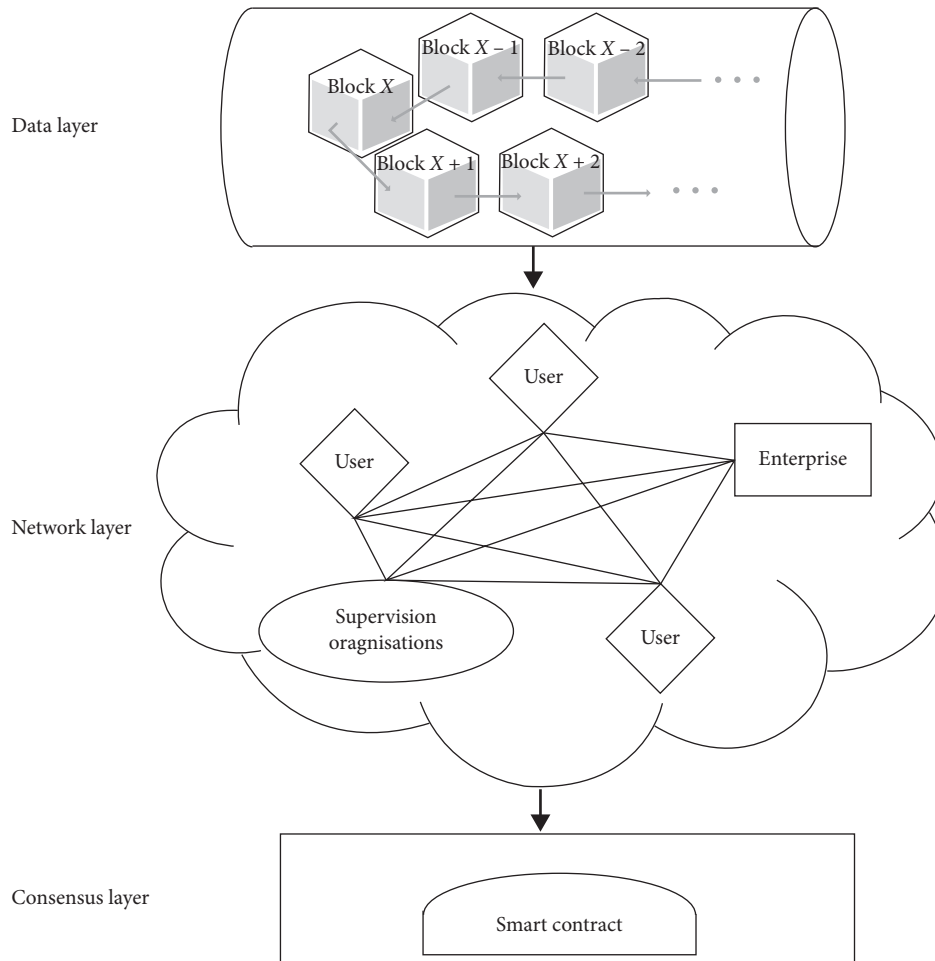 Data layer
Block X – 1
Block X – 2
Block X
Block X + 1
Block X + 2
User
User
Enterprise
Network layer
Supervision
oragnisations
User
Consensus layer
Smart contract